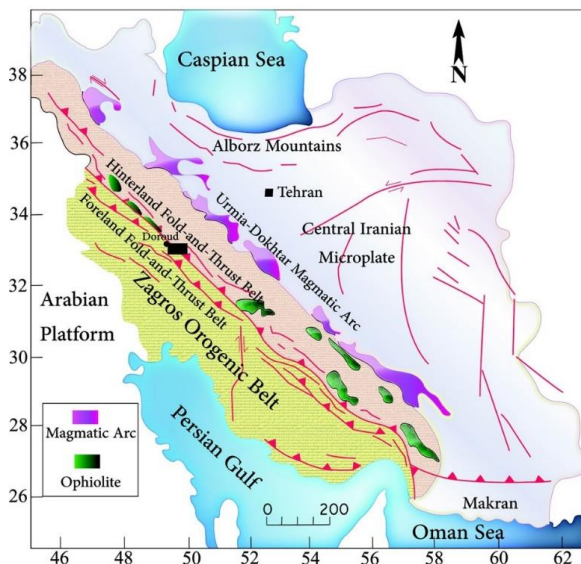 Caspian Sea
N
38
36
34
32
30
28
26
Alborz Mountains
Tehran
Central Iranian
Microplate
Urmia-Dokhtar Magmatic Arc
Hinterland Fold-and-Thrust Belt
Doroud
Foreland Fold-and-Thrust Belt
Zagros Orogenic Belt
Arabian
Platform
Persian Gulf
Magmatic Arc
Ophiolite
0 200
Makran
Oman Sea
46 48 50 52 54 56 58 60 62